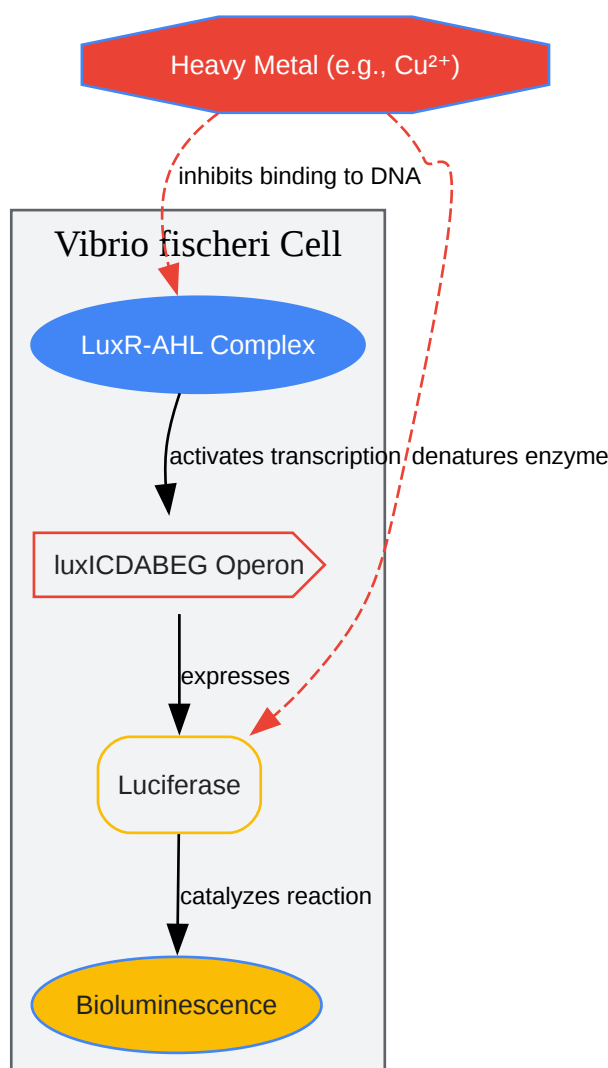 Heavy Metal (e.g., Cu²⁺)
inhibits binding to DNA
Vibrio fischeri Cell
LuxR-AHL Complex
activates transcription
denatures enzyme
luxICDABEG Operon
expresses
Luciferase
catalyzes reaction
Bioluminescence